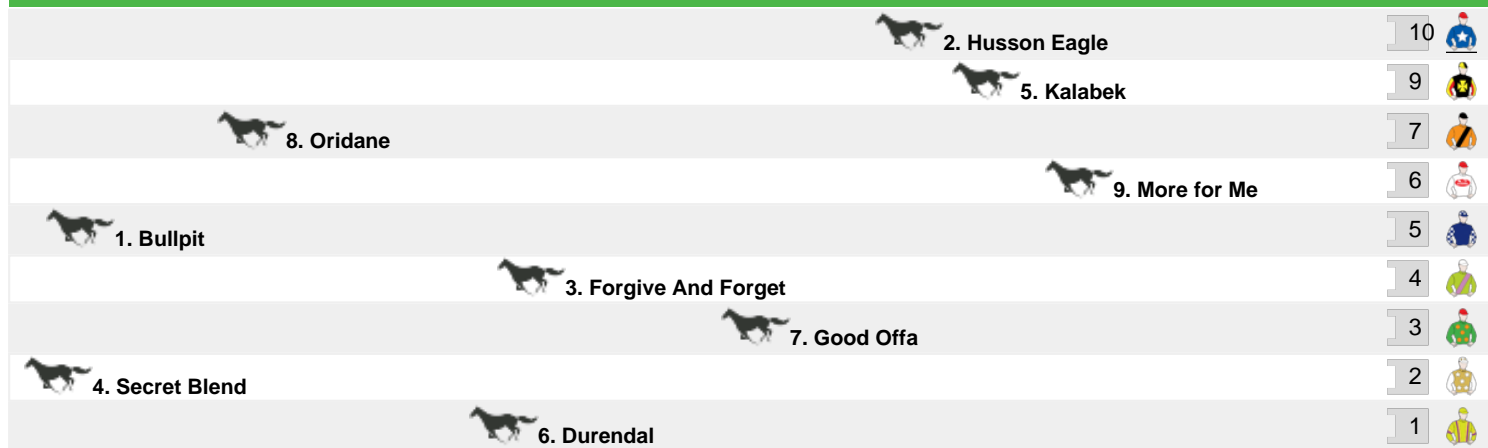 2. Husson Eagle 10
5. Kalabek 9
8. Oridane 7
9. More for Me 6
1. Bullpit 5
3. Forgive And Forget 4
7. Good Offa 3
4. Secret Blend 2
6. Durendal 1